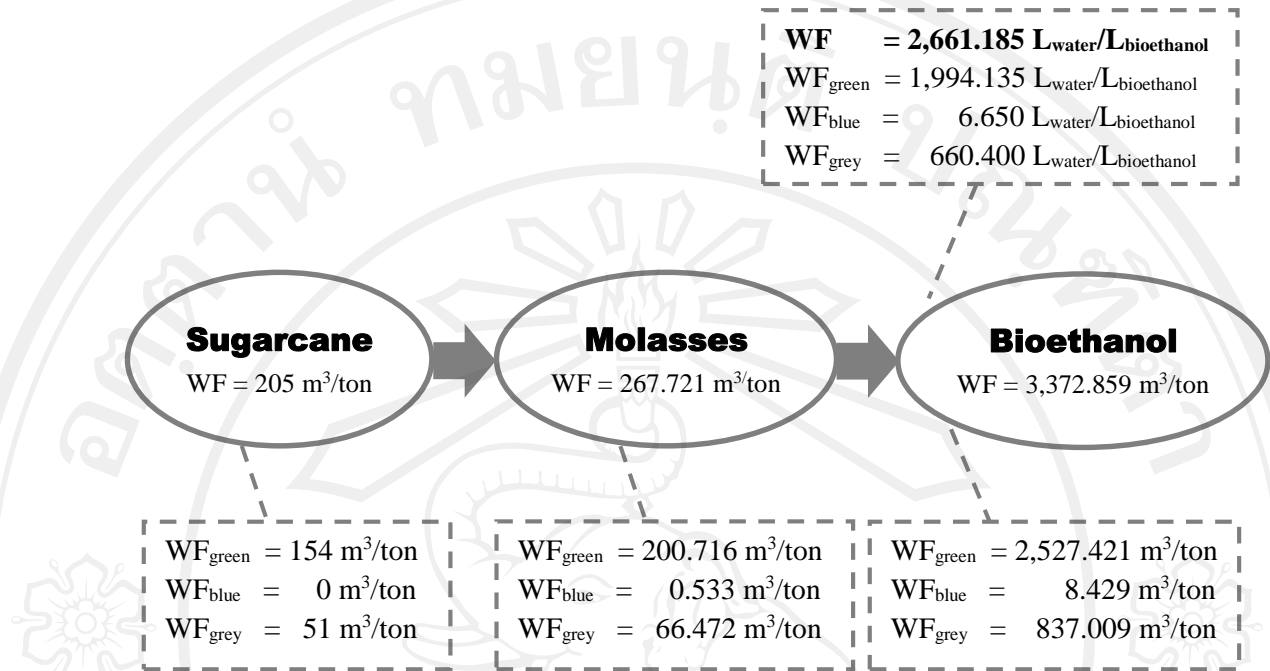 WF = 2,661.185 Lwater/Lbioethanol
WFgreen = 1,994.135 Lwater/Lbioethanol
WFblue = 6.650 Lwater/Lbioethanol
WFgrey = 660.400 Lwater/Lbioethanol
Sugarcane
WF = 205 m³/ton
Molasses
WF = 267.721 m³/ton
Bioethanol
WF = 3,372.859 m³/ton
WFgreen = 154 m³/ton
WFblue = 0 m³/ton
WFgrey = 51 m³/ton
WFgreen = 200.716 m³/ton
WFblue = 0.533 m³/ton
WFgrey = 66.472 m³/ton
WFgreen = 2,527.421 m³/ton
WFblue = 8.429 m³/ton
WFgrey = 837.009 m³/ton